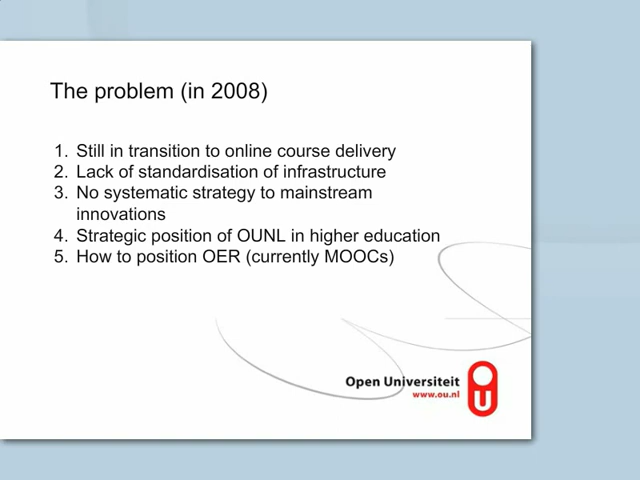 The problem (in 2008)
1. Still in transition to online course delivery
2. Lack of standardisation of infrastructure
3. No systematic strategy to mainstream
innovations
4. Strategic position of OUNL in higher education
5. How to position OER (currently MOOCs)
Open Universiteit
www.ou.nl
U